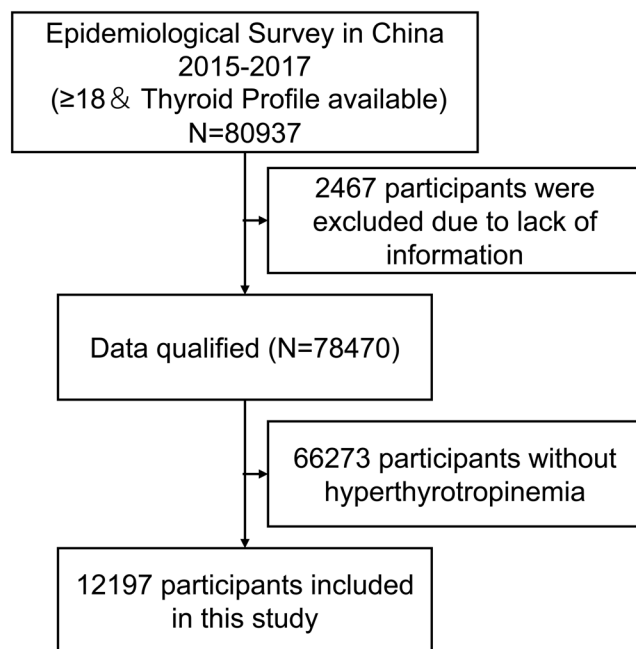 Epidemiological Survey in China
2015-2017
(≥18& Thyroid Profile available)
N=80937
2467 participants were
excluded due to lack of
information
Data qualified (N=78470)
66273 participants without
hyperthyrotropinemia
12197 participants included
in this study